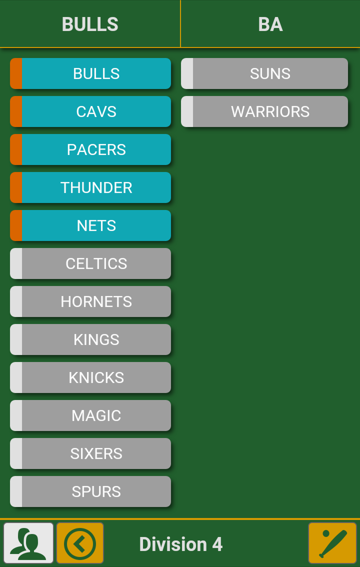 BULLS
BA
BULLS
CAVS
PACERS
THUNDER
NETS
CELTICS
HORNETS
KINGS
KNICKS
MAGIC
SIXERS
SPURS
SUNS
WARRIORS
Division 4